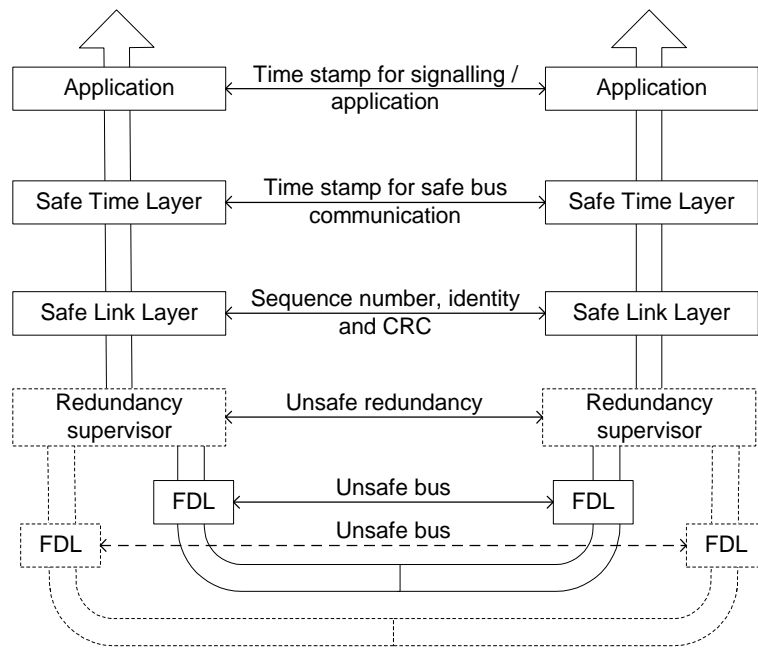 Application
Time stamp for signalling /
application
Application
Safe Time Layer
Time stamp for safe bus
communication
Safe Time Layer
Safe Link Layer
Sequence number, identity
and CRC
Safe Link Layer
Redundancy
supervisor
Unsafe redundancy
Redundancy
supervisor
FDL
Unsafe bus
FDL
FDL
Unsafe bus
FDL